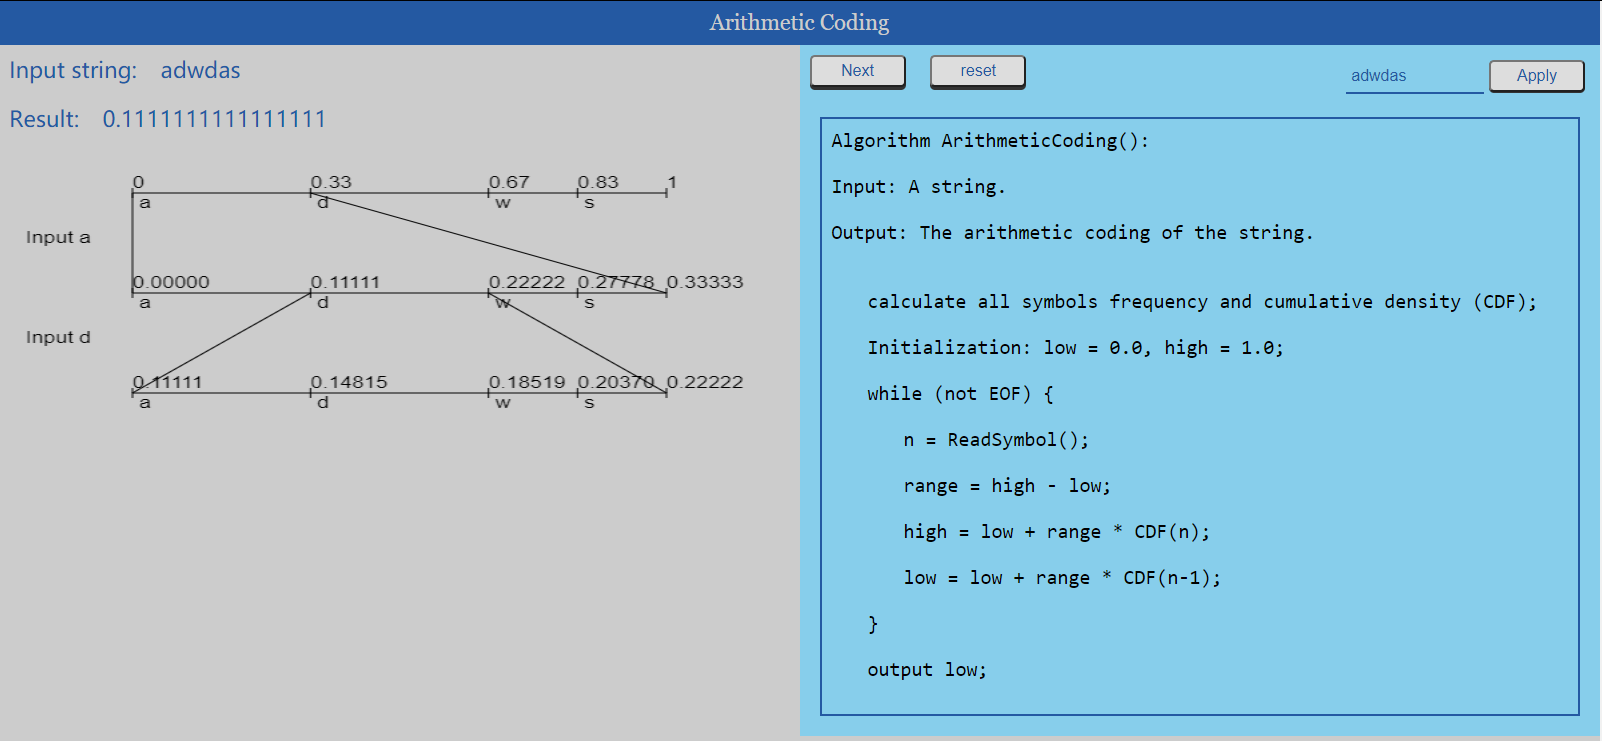 Arithmetic Coding
Input string: adwdas
Result: 0.1111111111111111
0 0.33 0.67 0.83 1
a d w s
Input a
0.00000 0.11111 0.22222 0.27778 0.33333
a d w s
Input d
0.11111 0.14815 0.18519 0.20370 0.22222
a d w s
Next reset adwdas Apply
Algorithm ArithmeticCoding():
Input: A string.
Output: The arithmetic coding of the string.
calculate all symbols frequency and cumulative density (CDF);
Initialization: low = 0.0, high = 1.0;
while (not EOF) {
n = ReadSymbol();
range = high - low;
high = low + range * CDF(n);
low = low + range * CDF(n-1);
}
output low;